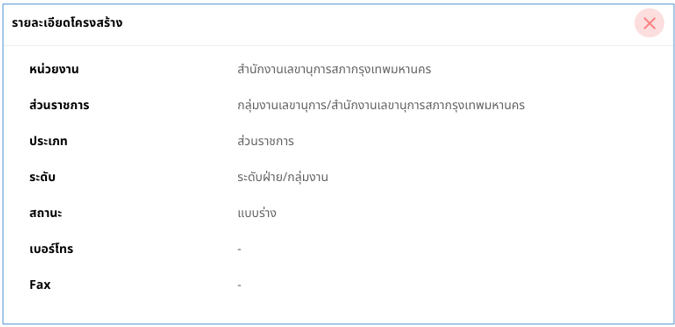 รายละเอียดโครงสร้าง
หน่วยงาน สำนักงานเลขานุการสภากรุงเทพมหานคร
ส่วนราชการ กลุ่มงานเลขานุการ/สำนักงานเลขานุการสภากรุงเทพมหานคร
ประเภท ส่วนราชการ
ระดับ ระดับฝ่าย/กลุ่มงาน
สถานะ แบบร่าง
เบอร์โทร -
Fax -